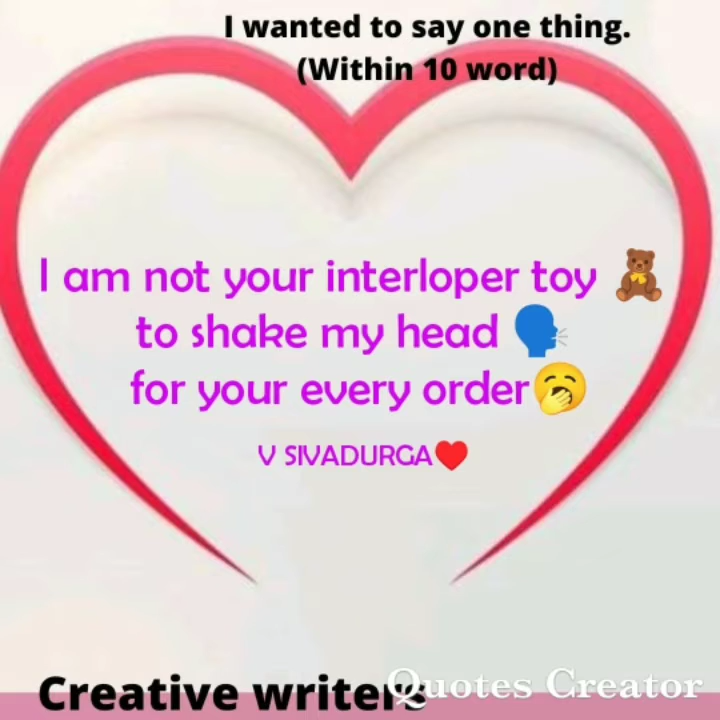 I wanted to say one thing.
(Within 10 word)
I am not your interloper toy 🧸
to shake my head 🗣️
for your every order🥱
V SIVADURGA♥️
Creative writers
Quotes Creator